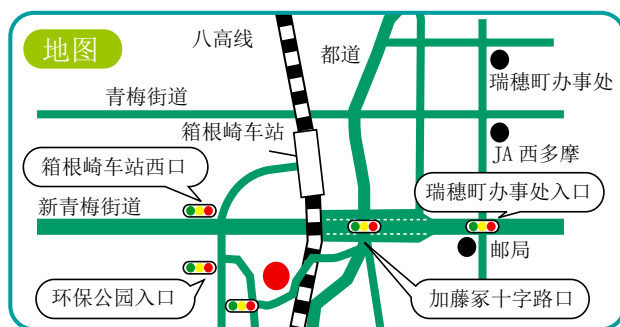 地图
八高线
都道
瑞穗町办事处
青梅街道
箱根崎车站
JA 西多摩
箱根崎车站西口
瑞穗町办事处入口
新青梅街道
邮局
环保公园入口
加藤冢十字路口